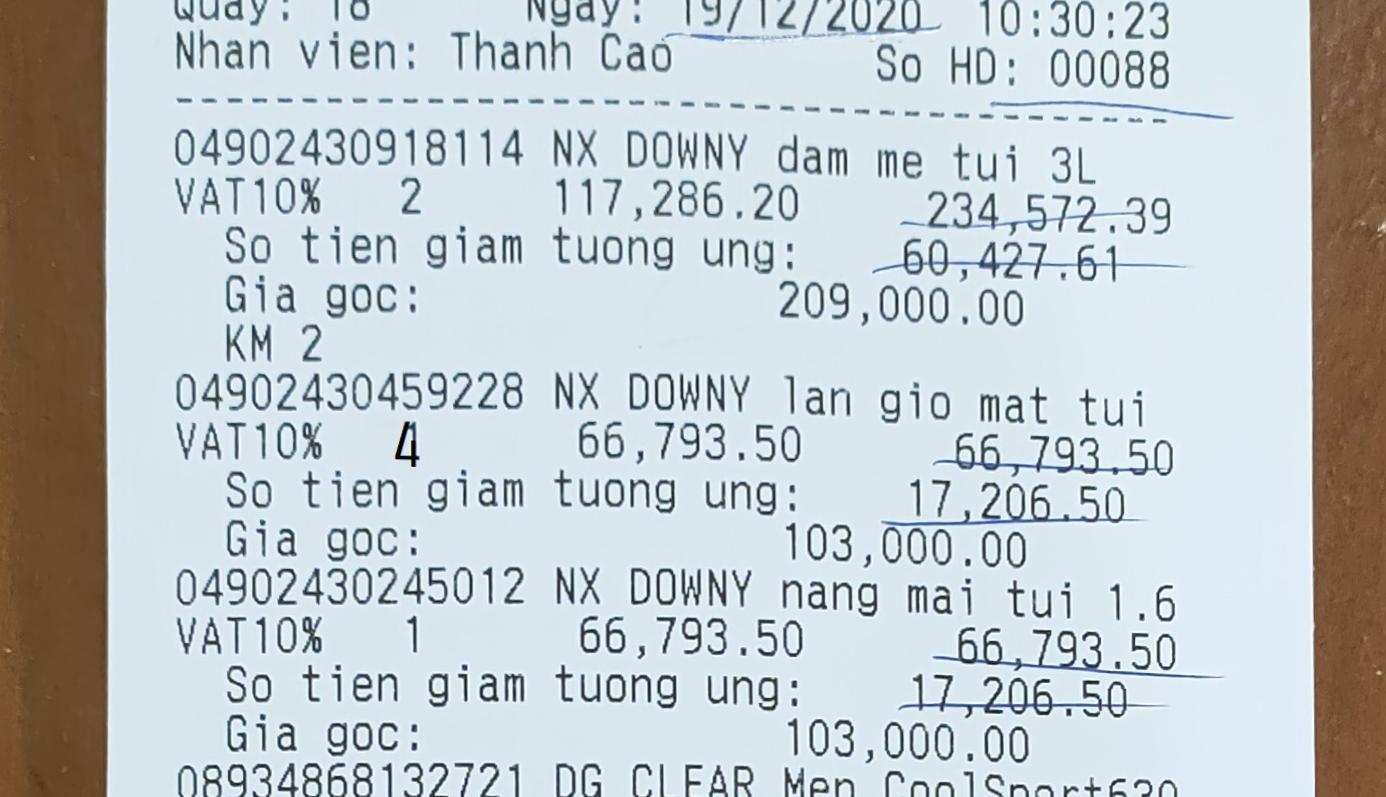 Quay: 18 Ngay: 19/12/2020 10:30:23
Nhan vien: Thanh Cao So HD: 00088
04902430918114 NX DOWNY dam me tui 3L
VAT10% 2 117,286.20 234,572.39
So tien giam tuong ung: 60,427.61
Gia goc: 209,000.00
KM 2
04902430459228 NX DOWNY lan gio mat tui
VAT10% 4 66,793.50 66,793.50
So tien giam tuong ung: 17,206.50
Gia goc: 103,000.00
04902430245012 NX DOWNY nang mai tui 1.6
VAT10% 1 66,793.50 66,793.50
So tien giam tuong ung: 17,206.50
Gia goc: 103,000.00
08934868132721 DG CLEAR Men CoolSport630